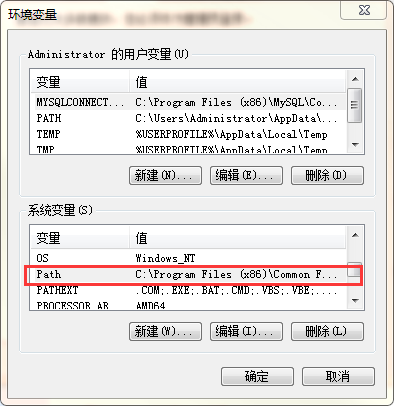 环境变量
Administrator 的用户变量(U)
变量 值
MYSQLCONNECT... C:\Program Files (x86)\MySQL\Co...
PATH C:\Users\Administrator\AppData\...
TEMP %USERPROFILE%\AppData\Local\Temp
TMP %USERPROFILE%\AppData\Local\Temp
新建(N)... 编辑(E)... 删除(D)
系统变量(S)
变量 值
OS Windows_NT
Path C:\Program Files (x86)\Common F...
PATHEXT .COM;.EXE;.BAT;.CMD;.VBS;.VBE;....
PROCESSOR_AR... AMD64
新建(W)... 编辑(I)... 删除(L)
确定 取消